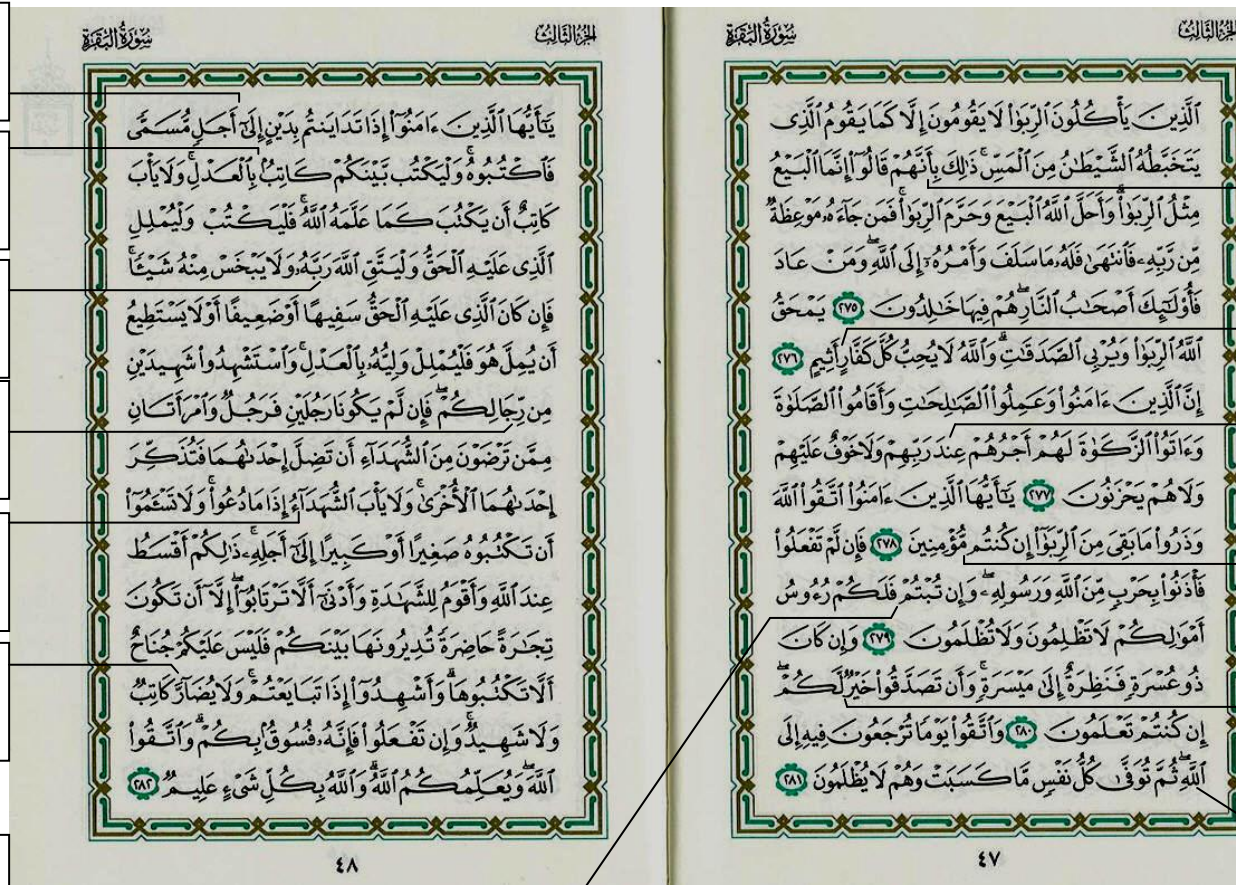 الجزء الثالث
سورة البقرة
ٱلَّذِينَ يَأْكُلُونَ ٱلرِّبَوٰا۟ لَا يَقُومُونَ إِلَّا كَمَا يَقُومُ ٱلَّذِى
يَتَخَبَّطُهُ ٱلشَّيْطَٰنُ مِنَ ٱلْمَسِّ ۚ ذَٰلِكَ بِأَنَّهُمْ قَالُوٓا۟ إِنَّمَا ٱلْبَيْعُ
مِثْلُ ٱلرِّبَوٰا۟ ۗ وَأَحَلَّ ٱللَّهُ ٱلْبَيْعَ وَحَرَّمَ ٱلرِّبَوٰا۟ ۚ فَمَن جَآءَهُۥ مَوْعِظَةٌ
مِّن رَّبِّهِۦ فَٱنتَهَىٰ فَلَهُۥ مَا سَلَفَ وَأَمْرُهُۥٓ إِلَى ٱللَّهِ ۖ وَمَنْ عَادَ
فَأُو۟لَٰٓئِكَ أَصْحَٰبُ ٱلنَّارِ ۖ هُمْ فِيهَا خَٰلِدُونَ ٢٧٥ يَمْحَقُ
ٱللَّهُ ٱلرِّبَوٰا۟ وَيُرْبِى ٱلصَّدَقَٰتِ ۗ وَٱللَّهُ لَا يُحِبُّ كُلَّ كَفَّارٍ أَثِيمٍ ٢٧٦
إِنَّ ٱلَّذِينَ ءَامَنُوا۟ وَعَمِلُوا۟ ٱلصَّٰلِحَٰتِ وَأَقَامُوا۟ ٱلصَّلَوٰةَ
وَءَاتَوُا۟ ٱلزَّكَوٰةَ لَهُمْ أَجْرُهُمْ عِندَ رَبِّهِمْ وَلَا خَوْفٌ عَلَيْهِمْ
وَلَا هُمْ يَحْزَنُونَ ٢٧٧ يَٰٓأَيُّهَا ٱلَّذِينَ ءَامَنُوا۟ ٱتَّقُوا۟ ٱللَّهَ
وَذَرُوا۟ مَا بَقِىَ مِنَ ٱلرِّبَوٰٓا۟ إِن كُنتُم مُّؤْمِنِينَ ٢٧٨ فَإِن لَّمْ تَفْعَلُوا۟
فَأْذَنُوا۟ بِحَرْبٍ مِّنَ ٱللَّهِ وَرَسُولِهِۦ ۖ وَإِن تُبْتُمْ فَلَكُمْ رُءُوسُ
أَمْوَٰلِكُمْ لَا تَظْلِمُونَ وَلَا تُظْلَمُونَ ٢٧٩ وَإِن كَانَ
ذُو عُسْرَةٍ فَنَظِرَةٌ إِلَىٰ مَيْسَرَةٍ ۚ وَأَن تَصَدَّقُوا۟ خَيْرٌ لَّكُمْ ۖ
إِن كُنتُمْ تَعْلَمُونَ ٢٨٠ وَٱتَّقُوا۟ يَوْمًا تُرْجَعُونَ فِيهِ إِلَى
ٱللَّهِ ۖ ثُمَّ تُوَفَّىٰ كُلُّ نَفْسٍ مَّا كَسَبَتْ وَهُمْ لَا يُظْلَمُونَ ٢٨١
٤٧
الجزء الثالث
سورة البقرة
يَٰٓأَيُّهَا ٱلَّذِينَ ءَامَنُوٓا۟ إِذَا تَدَايَنتُم بِدَيْنٍ إِلَىٰٓ أَجَلٍ مُّسَمًّى
فَٱكْتُبُوهُ ۚ وَلْيَكْتُب بَّيْنَكُمْ كَاتِبٌۢ بِٱلْعَدْلِ ۚ وَلَا يَأْبَ
كَاتِبٌ أَن يَكْتُبَ كَمَا عَلَّمَهُ ٱللَّهُ ۚ فَلْيَكْتُبْ وَلْيُمْلِلِ
ٱلَّذِى عَلَيْهِ ٱلْحَقُّ وَلْيَتَّقِ ٱللَّهَ رَبَّهُۥ وَلَا يَبْخَسْ مِنْهُ شَيْـًٔا ۚ
فَإِن كَانَ ٱلَّذِى عَلَيْهِ ٱلْحَقُّ سَفِيهًا أَوْ ضَعِيفًا أَوْ لَا يَسْتَطِيعُ
أَن يُمِلَّ هُوَ فَلْيُمْلِلْ وَلِيُّهُۥ بِٱلْعَدْلِ ۚ وَٱسْتَشْهِدُوا۟ شَهِيدَيْنِ
مِن رِّجَالِكُمْ ۖ فَإِن لَّمْ يَكُونَا رَجُلَيْنِ فَرَجُلٌ وَٱمْرَأَتَانِ
مِمَّن تَرْضَوْنَ مِنَ ٱلشُّهَدَآءِ أَن تَضِلَّ إِحْدَىٰهُمَا فَتُذَكِّرَ
إِحْدَىٰهُمَا ٱلْأُخْرَىٰ ۚ وَلَا يَأْبَ ٱلشُّهَدَآءُ إِذَا مَا دُعُوا۟ ۚ وَلَا تَسْـَٔمُوٓا۟
أَن تَكْتُبُوهُ صَغِيرًا أَوْ كَبِيرًا إِلَىٰٓ أَجَلِهِۦ ۚ ذَٰلِكُمْ أَقْسَطُ
عِندَ ٱللَّهِ وَأَقْوَمُ لِلشَّهَٰدَةِ وَأَدْنَىٰٓ أَلَّا تَرْتَابُوٓا۟ ۖ إِلَّآ أَن تَكُونَ
تِجَٰرَةً حَاضِرَةً تُدِيرُونَهَا بَيْنَكُمْ فَلَيْسَ عَلَيْكُمْ جُنَاحٌ
أَلَّا تَكْتُبُوهَا ۗ وَأَشْهِدُوٓا۟ إِذَا تَبَايَعْتُمْ ۚ وَلَا يُضَآرَّ كَاتِبٌ
وَلَا شَهِيدٌ ۚ وَإِن تَفْعَلُوا۟ فَإِنَّهُۥ فُسُوقٌۢ بِكُمْ ۗ وَٱتَّقُوا۟
ٱللَّهَ ۖ وَيُعَلِّمُكُمُ ٱللَّهُ ۗ وَٱللَّهُ بِكُلِّ شَىْءٍ عَلِيمٌ ٢٨٢
٤٨